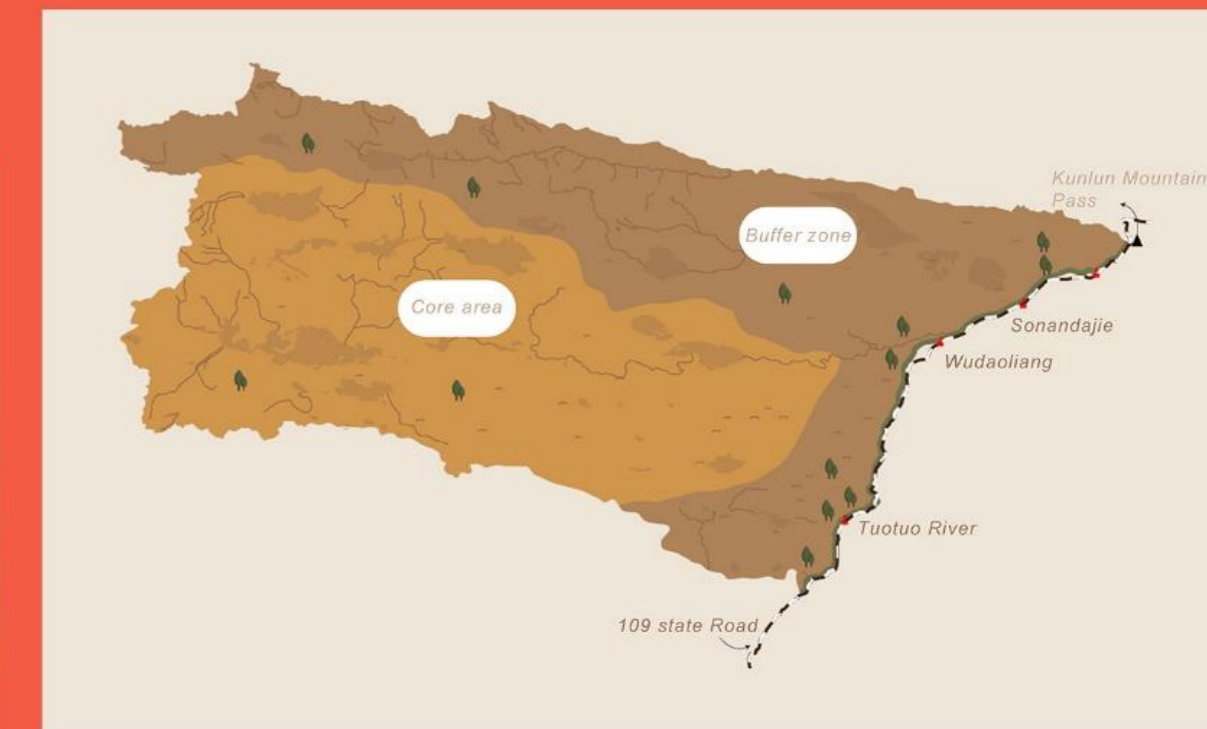 Kunlun Mountain
Pass
Buffer zone
Core area
Sonandajie
Wudaoliang
Tuotuo River
109 state Road